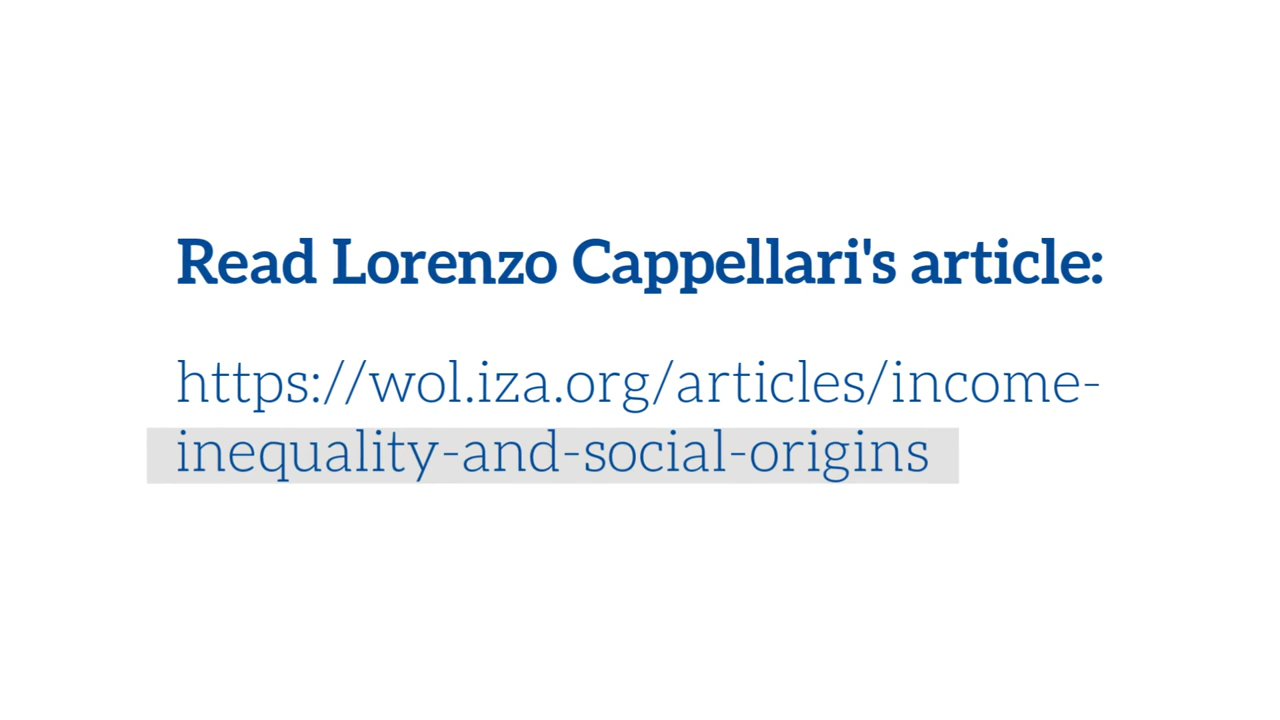 Read Lorenzo Cappellari's article:
https://wol.iza.org/articles/income-
inequality-and-social-origins